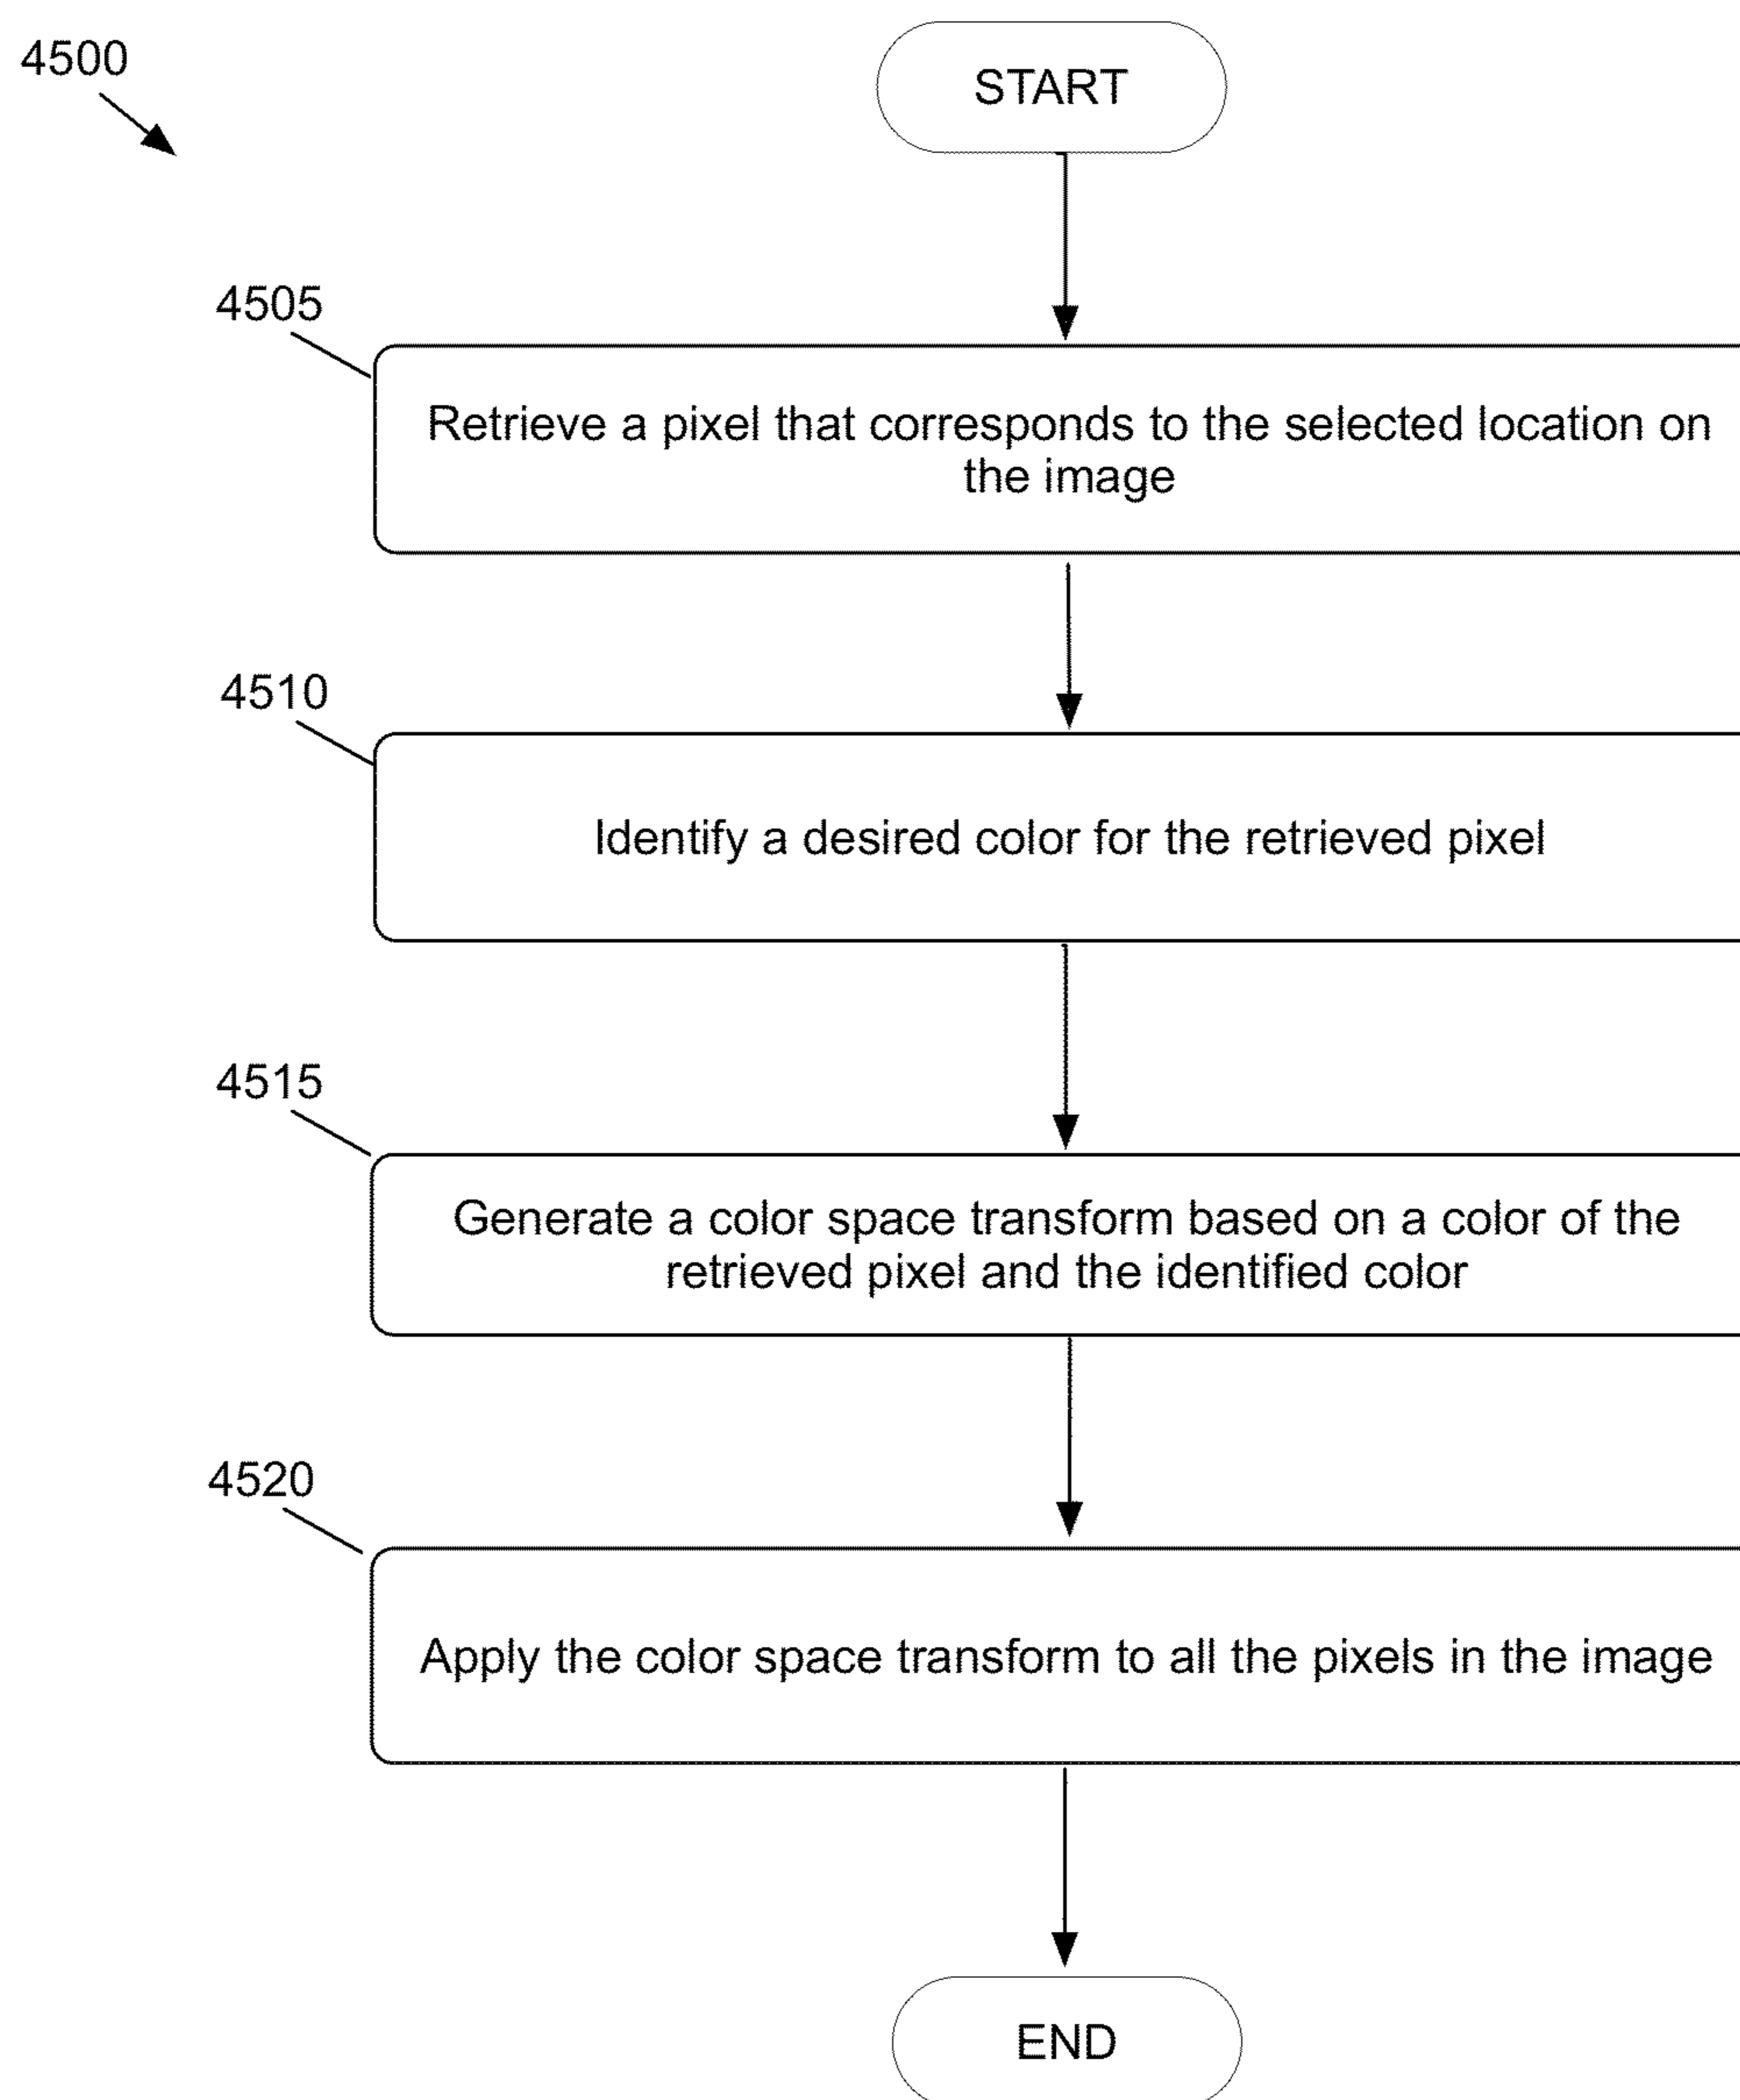 4500
START
4505
Retrieve a pixel that corresponds to the selected location on
the image
4510
Identify a desired color for the retrieved pixel
4515
Generate a color space transform based on a color of the
retrieved pixel and the identified color
4520
Apply the color space transform to all the pixels in the image
END